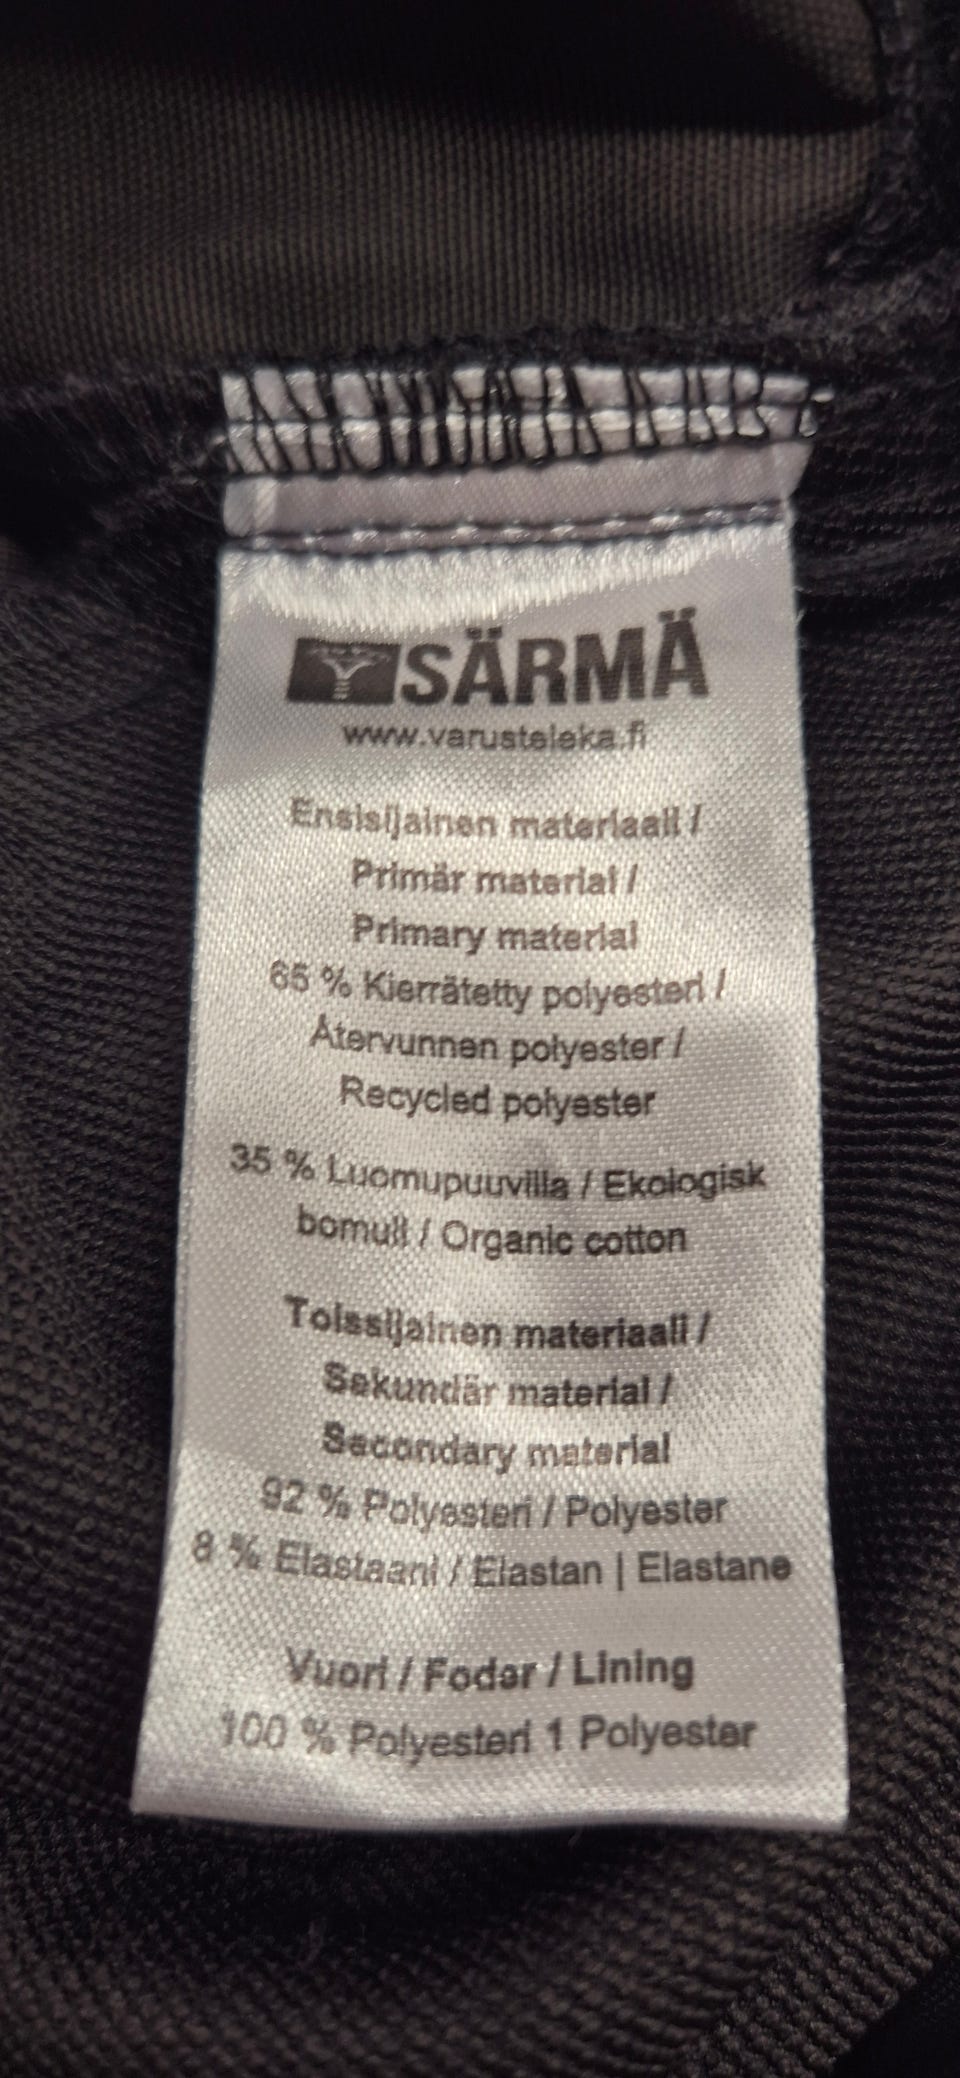 SÄRMÄ
www.varusteleka.fi
Ensisijainen materiaali /
Primär material /
Primary material
65 % Kierrätetty polyesteri /
Återvunnen polyester /
Recycled polyester
35 % Luomupuuvilla / Ekologisk
bomull / Organic cotton
Toissijainen materiaali /
Sekundär material /
Secondary material
92 % Polyesteri / Polyester
8 % Elastaani / Elastan | Elastane
Vuori / Foder / Lining
100 % Polyesteri 1 Polyester